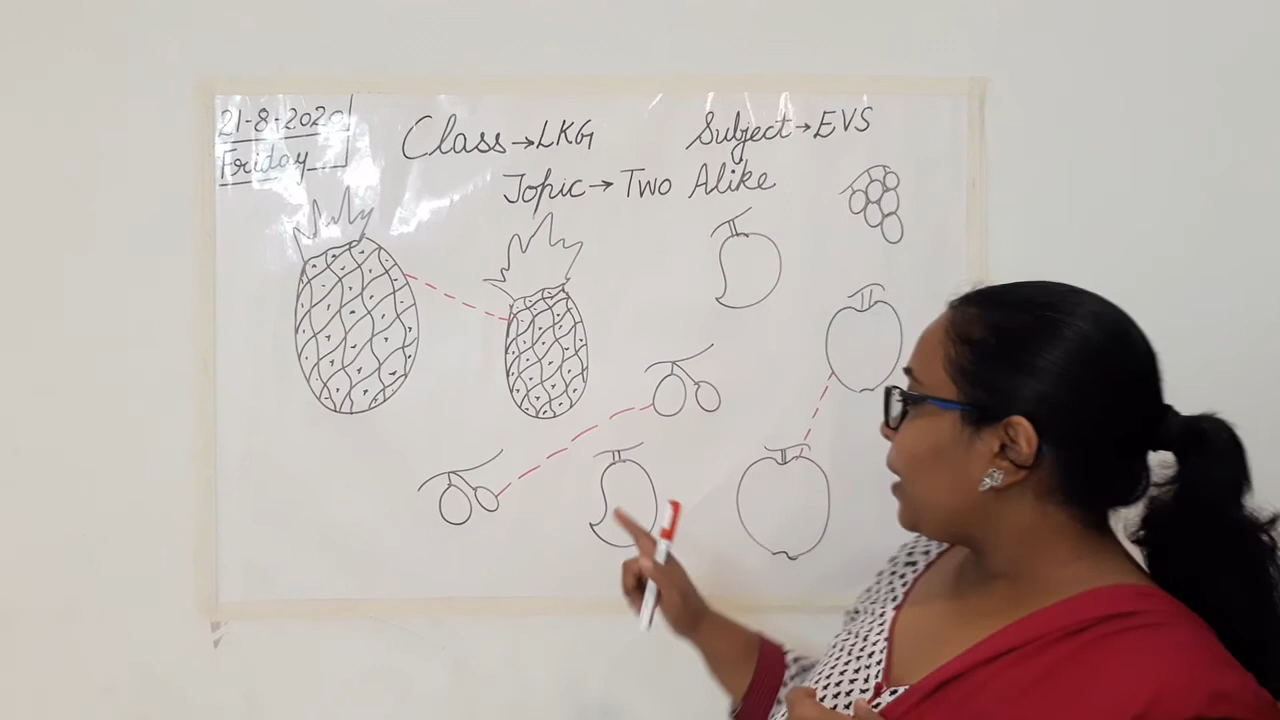 21-8-2020
Friday
Class→LKG
Subject→EVS
Topic→Two Alike